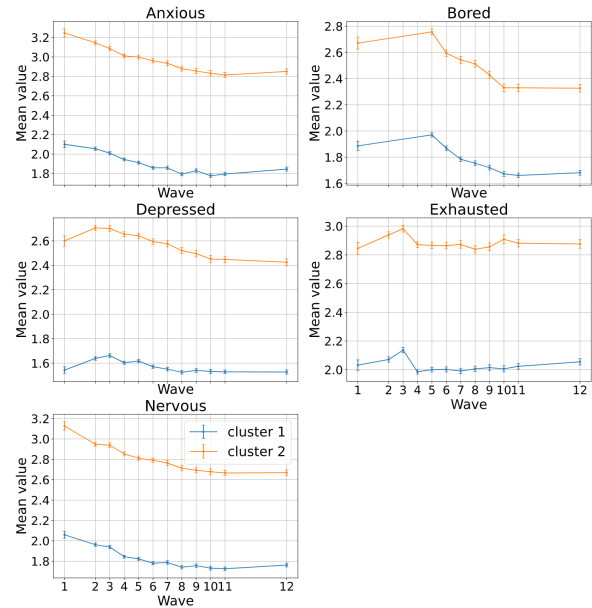 Anxious
3.2
3.0
2.8
2.6
2.4
2.2
2.0
1.8
Mean value
Wave
Bored
2.8
2.6
2.4
2.2
2.0
1.8
1.6
Mean value
Wave
Depressed
2.6
2.4
2.2
2.0
1.8
1.6
Mean value
Wave
Exhausted
3.0
2.8
2.6
2.4
2.2
2.0
Mean value
1 2 3 4 5 6 7 8 9 10 11 12
Wave
Nervous
3.2
3.0
2.8
2.6
2.4
2.2
2.0
1.8
Mean value
cluster 1
cluster 2
1 2 3 4 5 6 7 8 9 10 11 12
Wave